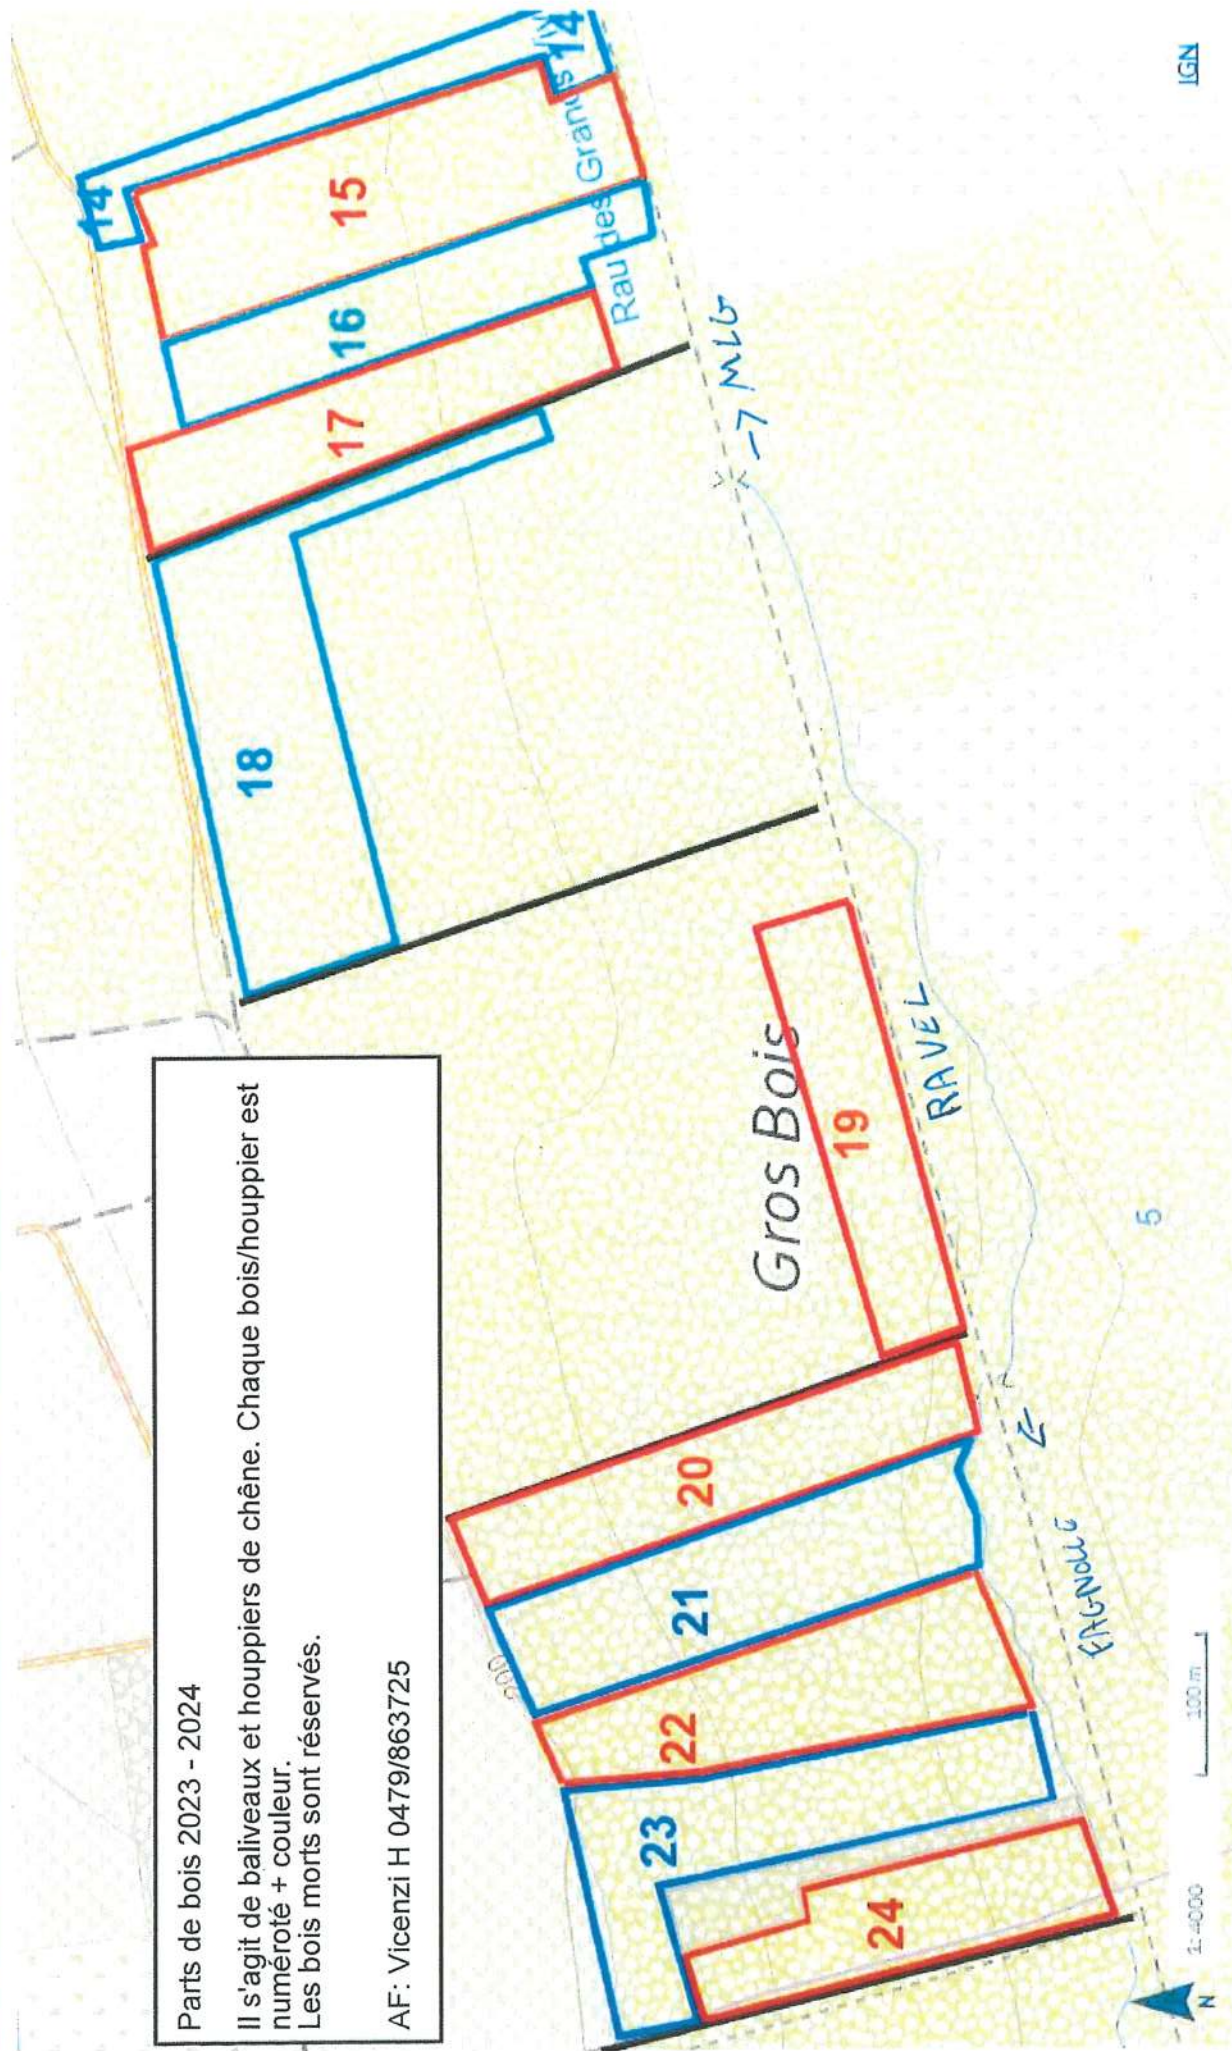 Parts de bois 2023 - 2024
Il s'agit de baliveaux et houppiers de chêne. Chaque bois/houppier est
numéroté + couleur.
Les bois morts sont réservés.
AF: Vicenzi H 0479/863725
14
15
16
17
18
14
Rau des Grands
-7 MLG
Gros Bois
19
RAVEL
20
21
22
23
24
200
FAGNOLLE
5
1: 4000
100 m
N
IGN